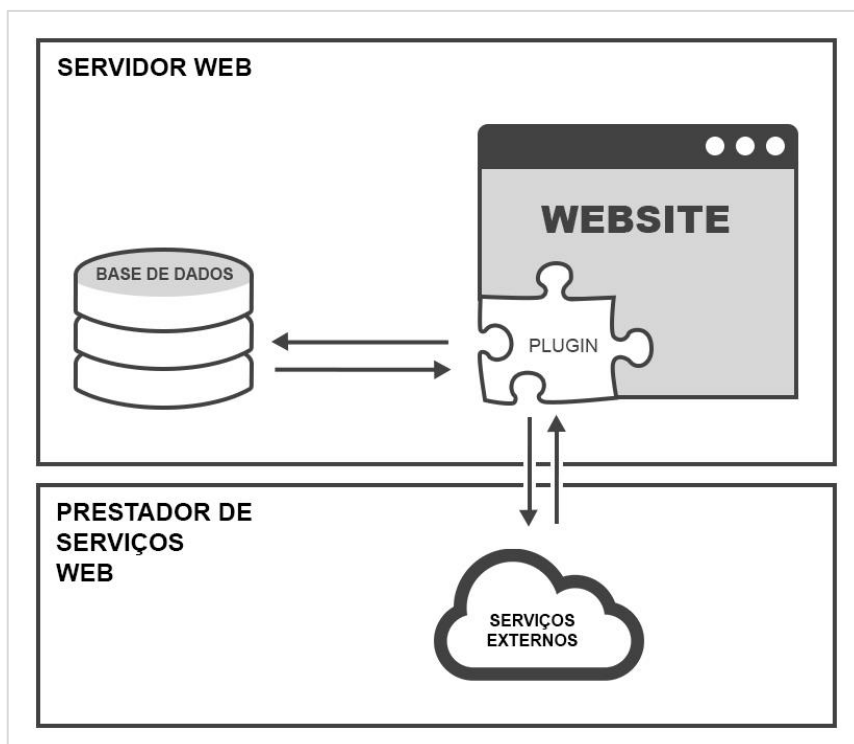 SERVIDOR WEB
WEBSITE
BASE DE DADOS
PLUGIN
PRESTADOR DE
SERVIÇOS
WEB
SERVIÇOS
EXTERNOS